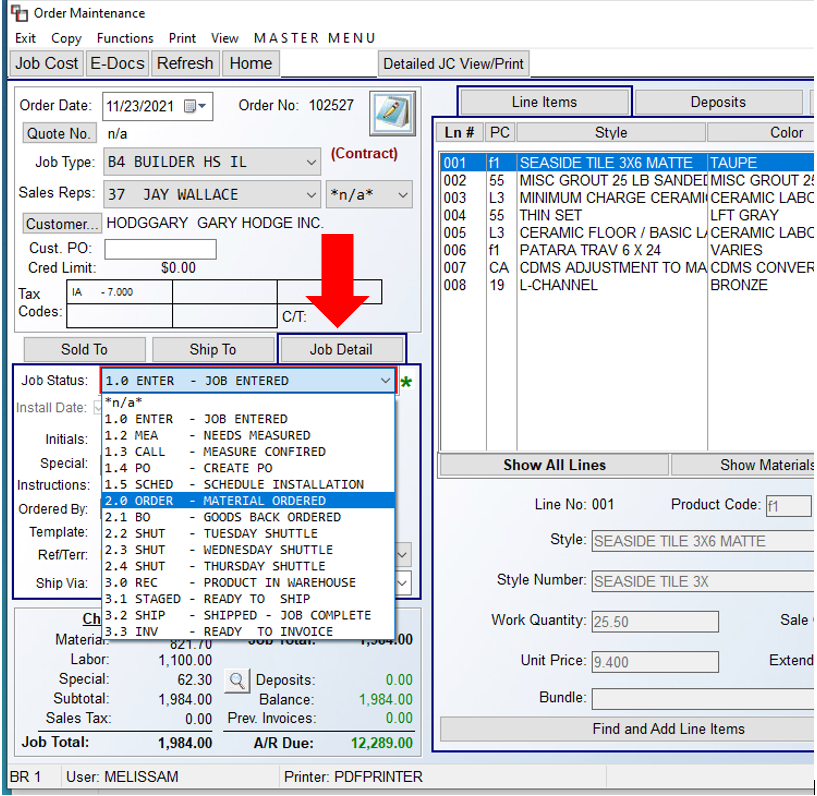 Order Maintenance
Exit Copy Functions Print View MASTER MENU
Job Cost E-Docs Refresh Home Detailed JC View/Print
Order Date: 11/23/2021 Order No: 102527
Quote No. n/a
Job Type: B4 BUILDER HS IL (Contract)
Sales Reps: 37 JAY WALLACE *n/a*
Customer... HODGGARY GARY HODGE INC.
Cust. PO:
Cred Limit: $0.00
Tax Codes: IA - 7.000
C/T:
Sold To Ship To Job Detail
Job Status: 1.0 ENTER - JOB ENTERED *
Install Date:
Initials:
Special:
Instructions:
Ordered By:
Template:
Ref/Terr:
Ship Via:
*n/a*
1.0 ENTER - JOB ENTERED
1.2 MEA - NEEDS MEASURED
1.3 CALL - MEASURE CONFIRED
1.4 PO - CREATE PO
1.5 SCHED - SCHEDULE INSTALLATION
2.0 ORDER - MATERIAL ORDERED
2.1 BO - GOODS BACK ORDERED
2.2 SHUT - TUESDAY SHUTTLE
2.3 SHUT - WEDNESDAY SHUTTLE
2.4 SHUT - THURSDAY SHUTTLE
3.0 REC - PRODUCT IN WAREHOUSE
3.1 STAGED - READY TO SHIP
3.2 SHIP - SHIPPED - JOB COMPLETE
3.3 INV - READY TO INVOICE
Ch
Material: 821.70
Labor: 1,100.00
Special: 62.30 Deposits: 0.00
Subtotal: 1,984.00 Balance: 1,984.00
Sales Tax: 0.00 Prev. Invoices: 0.00
Job Total: 1,984.00 A/R Due: 12,289.00
Line Items Deposits
Ln # PC Style Color
001 f1 SEASIDE TILE 3X6 MATTE TAUPE
002 55 MISC GROUT 25 LB SANDED MISC GROUT 25
003 L3 MINIMUM CHARGE CERAMI CERAMIC LABO
004 55 THIN SET LFT GRAY
005 L3 CERAMIC FLOOR / BASIC LA CERAMIC LABO
006 f1 PATARA TRAV 6 X 24 VARIES
007 CA CDMS ADJUSTMENT TO MA CDMS CONVER
008 19 L-CHANNEL BRONZE
Show All Lines Show Materials
Line No: 001 Product Code: f1
Style: SEASIDE TILE 3X6 MATTE
Style Number: SEASIDE TILE 3X
Work Quantity: 25.50 Sale
Unit Price: 9.400 Extend
Bundle:
Find and Add Line Items
BR 1 User: MELISSAM Printer: PDFPRINTER